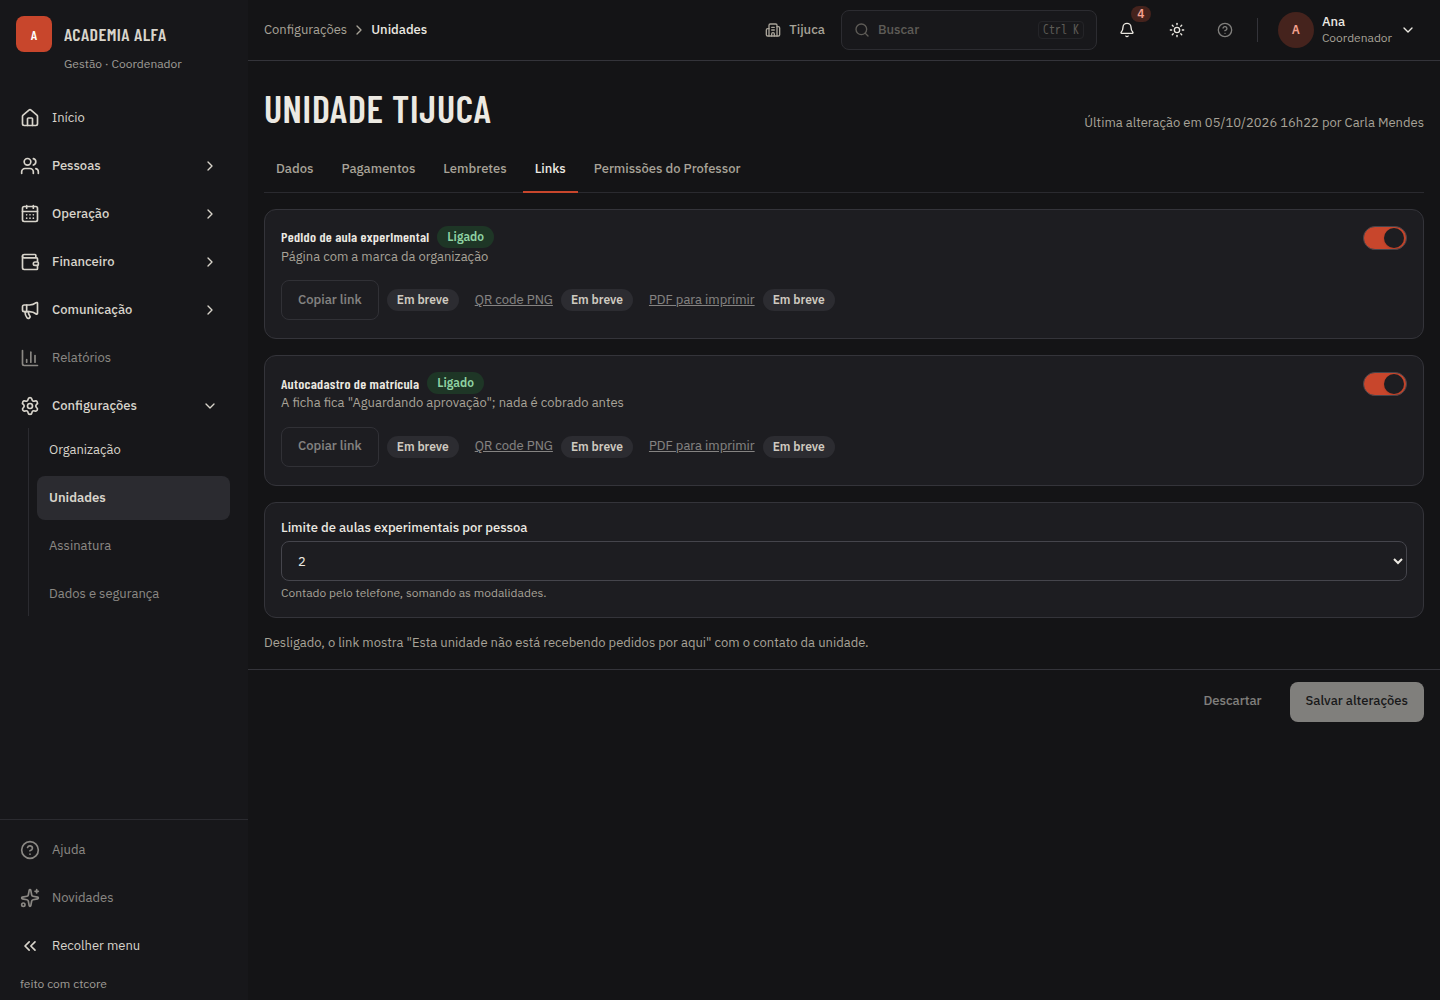 A
ACADEMIA ALFA
Gestão · Coordenador
Início
Pessoas
Operação
Financeiro
Comunicação
Relatórios
Configurações
Organização
Unidades
Assinatura
Dados e segurança
Ajuda
Novidades
Recolher menu
feito com ctcore
Configurações > Unidades
Tijuca
Buscar
Ctrl K
4
A
Ana
Coordenador
UNIDADE TIJUCA
Última alteração em 05/10/2026 16h22 por Carla Mendes
Dados Pagamentos Lembretes Links Permissões do Professor
Pedido de aula experimental Ligado
Página com a marca da organização
Copiar link Em breve QR code PNG Em breve PDF para imprimir Em breve
Autocadastro de matrícula Ligado
A ficha fica "Aguardando aprovação"; nada é cobrado antes
Copiar link Em breve QR code PNG Em breve PDF para imprimir Em breve
Limite de aulas experimentais por pessoa
2
Contado pelo telefone, somando as modalidades.
Desligado, o link mostra "Esta unidade não está recebendo pedidos por aqui" com o contato da unidade.
Descartar Salvar alterações